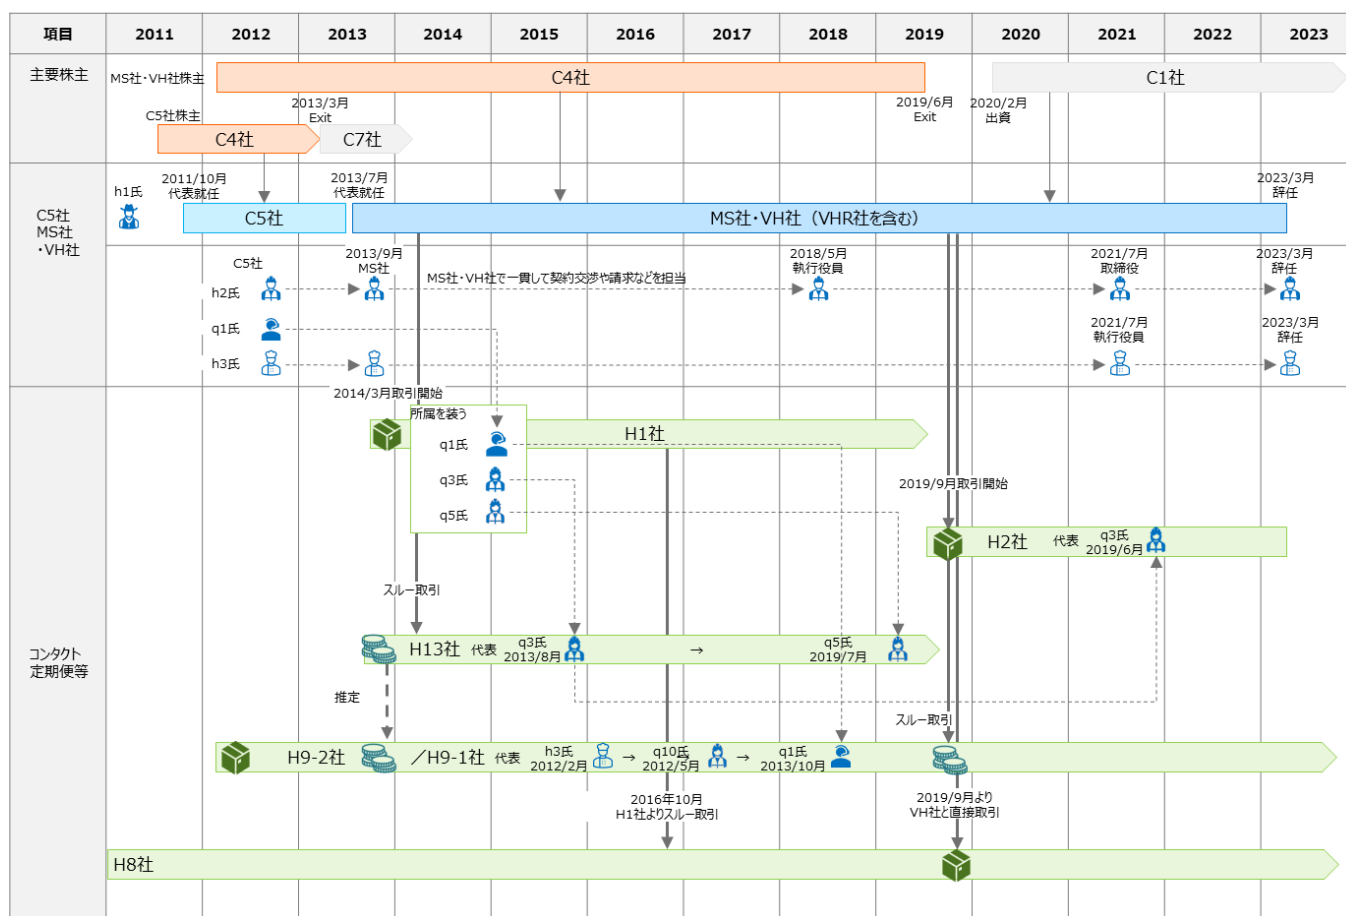 項目 2011 2012 2013 2014 2015 2016 2017 2018 2019 2020 2021 2022 2023
主要株主
MS社・VH社株主
C4社
C1社
2013/3月
Exit
2019/6月
Exit
2020/2月
出資
C5社株主
C4社
C7社
C5社
MS社
・VH社
h1氏
2011/10月
代表就任
2013/7月
代表就任
2023/3月
辞任
C5社
MS社・VH社（VHR社を含む）
C5社
h2氏
2013/9月
MS社
MS社・VH社で一貫して契約交渉や請求などを担当
2018/5月
執行役員
2021/7月
取締役
2023/3月
辞任
q1氏
h3氏
2021/7月
執行役員
2023/3月
辞任
コンタクト
定期便等
2014/3月取引開始
所属を装う
H1社
q1氏
q3氏
q5氏
2019/9月取引開始
H2社 代表 q3氏
2019/6月
スルー取引
H13社 代表 q3氏
2013/8月
→
q5氏
2019/7月
推定
スルー取引
H9-2社
／H9-1社 代表 h3氏
2012/2月
→
q10氏
2012/5月
→
q1氏
2013/10月
2016年10月
H1社よりスルー取引
2019/9月より
VH社と直接取引
H8社